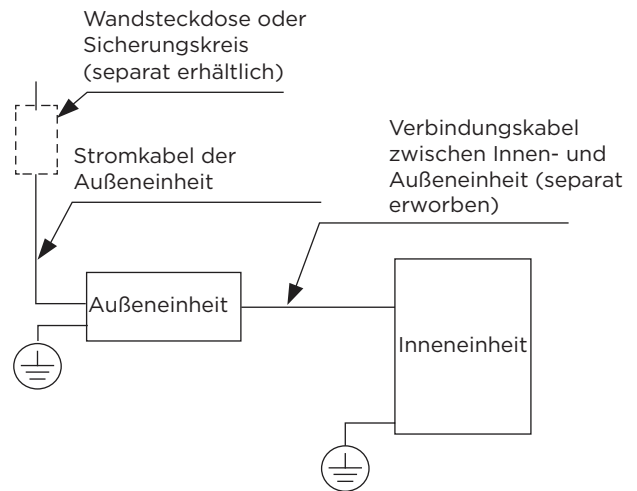 Wandsteckdose oder
Sicherungskreis
(separat erhältlich)
Stromkabel der
Außeneinheit
Verbindungskabel
zwischen Innen- und
Außeneinheit (separat
erworben)
Außeneinheit
Inneneinheit